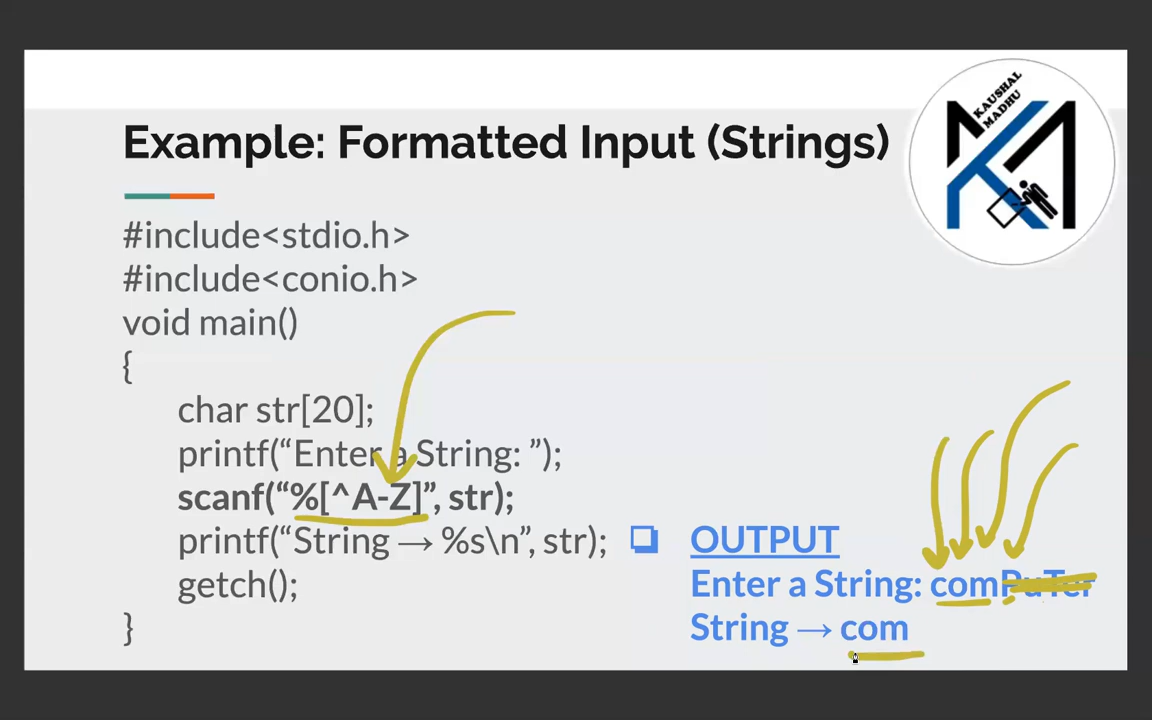 KAUSHAL
MADHU
Example: Formatted Input (Strings)
#include<stdio.h>
#include<conio.h>
void main()
{
char str[20];
printf(“Enter a String: ”);
scanf(“%[^A-Z]”, str);
printf(“String → %s\n”, str);
getch();
}
OUTPUT
Enter a String: comPuTer
String → com